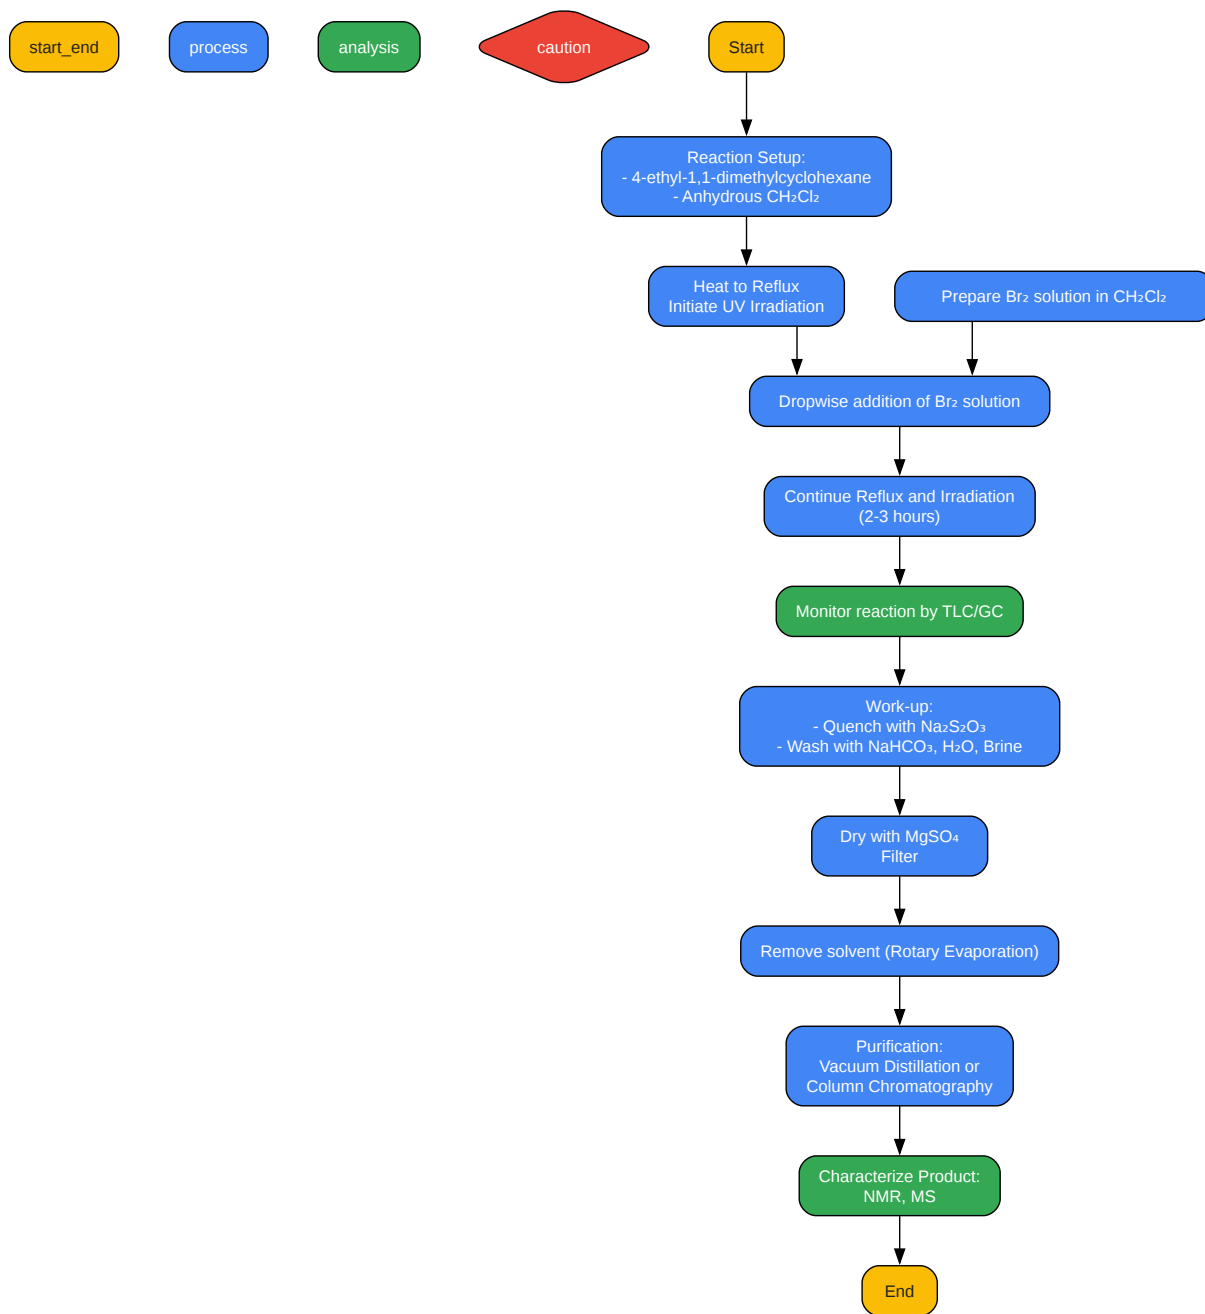 start_end
process
analysis
caution
Start
Reaction Setup:
- 4-ethyl-1,1-dimethylcyclohexane
- Anhydrous CH₂Cl₂
Heat to Reflux
Initiate UV Irradiation
Prepare Br₂ solution in CH₂Cl₂
Dropwise addition of Br₂ solution
Continue Reflux and Irradiation
(2-3 hours)
Monitor reaction by TLC/GC
Work-up:
- Quench with Na₂S₂O₃
- Wash with NaHCO₃, H₂O, Brine
Dry with MgSO₄
Filter
Remove solvent (Rotary Evaporation)
Purification:
Vacuum Distillation or
Column Chromatography
Characterize Product:
NMR, MS
End